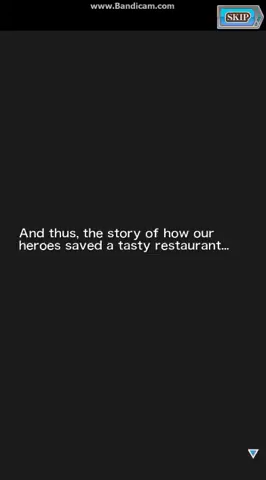 www.Bandicam.com
SKIP
And thus, the story of how our
heroes saved a tasty restaurant...